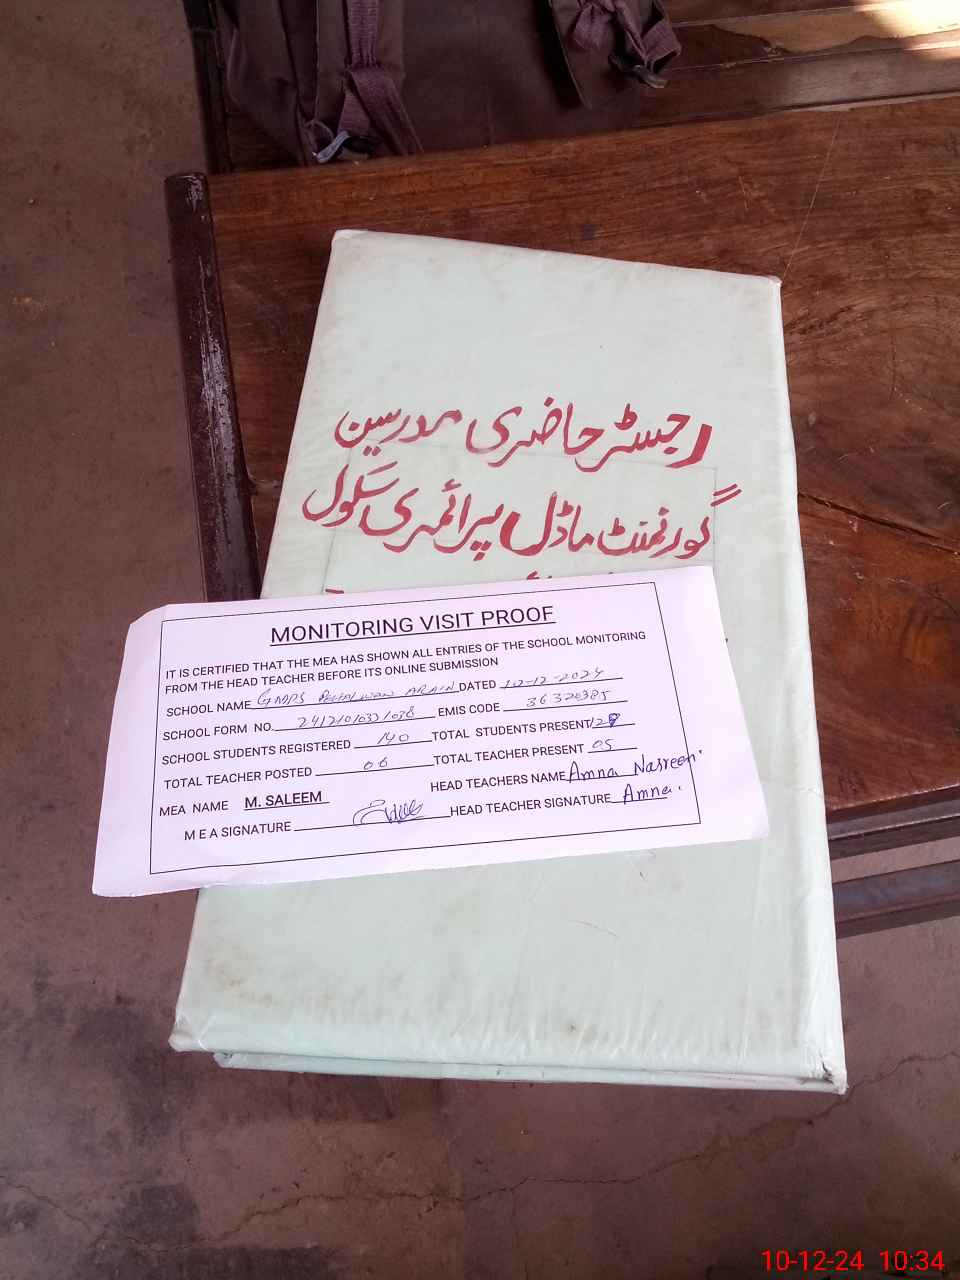 رجسٹر حاضری مدرسین
گورنمنٹ ماڈل پرائمری سکول
MONITORING VISIT PROOF
IT IS CERTIFIED THAT THE MEA HAS SHOWN ALL ENTRIES OF THE SCHOOL MONITORING
FROM THE HEAD TEACHER BEFORE ITS ONLINE SUBMISSION
SCHOOL NAME GMPS PEHALWAN ARAIN DATED 10-12-2024
SCHOOL FORM NO. EMIS CODE 36320385
SCHOOL STUDENTS REGISTERED 140 TOTAL STUDENTS PRESENT
TOTAL TEACHER POSTED 06 TOTAL TEACHER PRESENT 05
MEA NAME M. SALEEM HEAD TEACHERS NAME Amna Nasreen.
M E A SIGNATURE HEAD TEACHER SIGNATURE Amna.
10-12-24 10:34